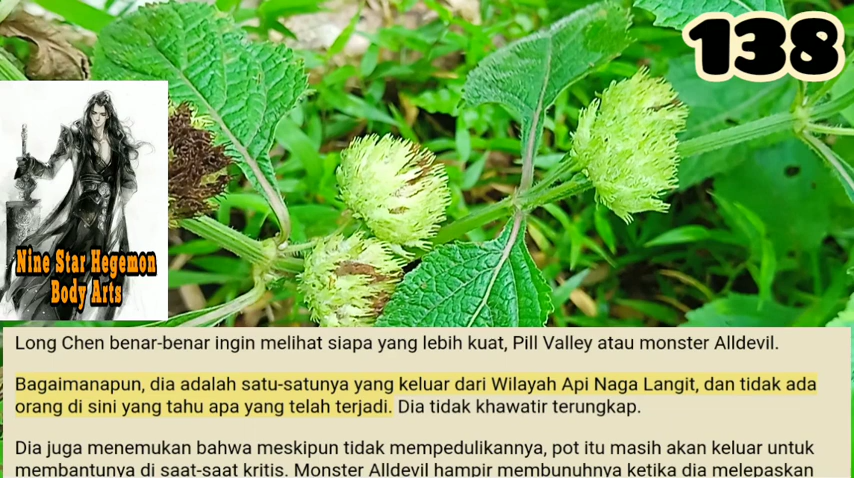 138
Nine Star Hegemon
Body Arts
Long Chen benar-benar ingin melihat siapa yang lebih kuat, Pill Valley atau monster Alldevil.
Bagaimanapun, dia adalah satu-satunya yang keluar dari Wilayah Api Naga Langit, dan tidak ada
orang di sini yang tahu apa yang telah terjadi. Dia tidak khawatir terungkap.
Dia juga menemukan bahwa meskipun tidak mempedulikannya, pot itu masih akan keluar untuk
membantunya di saat-saat kritis. Monster Alldevil hampir membunuhnya ketika dia melepaskan